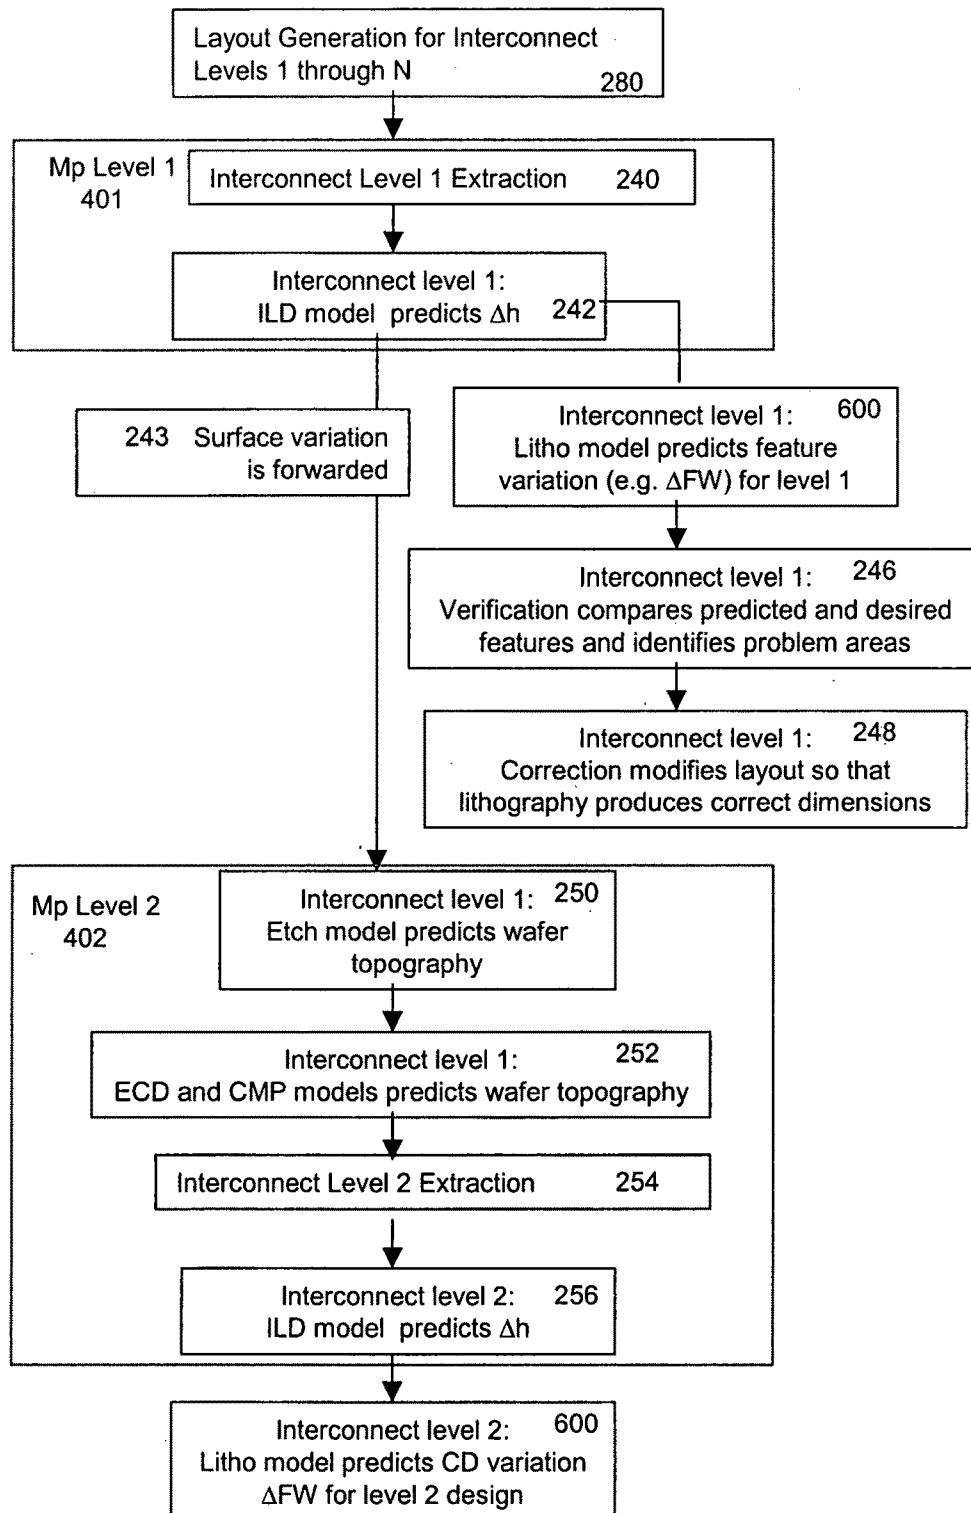 Layout Generation for Interconnect
Levels 1 through N
280
Mp Level 1
401
Interconnect Level 1 Extraction 240
Interconnect level 1:
ILD model predicts Δh 242
243 Surface variation
is forwarded
Interconnect level 1: 600
Litho model predicts feature
variation (e.g. ΔFW) for level 1
Interconnect level 1: 246
Verification compares predicted and desired
features and identifies problem areas
Interconnect level 1: 248
Correction modifies layout so that
lithography produces correct dimensions
Mp Level 2
402
Interconnect level 1: 250
Etch model predicts wafer
topography
Interconnect level 1: 252
ECD and CMP models predicts wafer topography
Interconnect Level 2 Extraction 254
Interconnect level 2: 256
ILD model predicts Δh
Interconnect level 2: 600
Litho model predicts CD variation
ΔFW for level 2 design